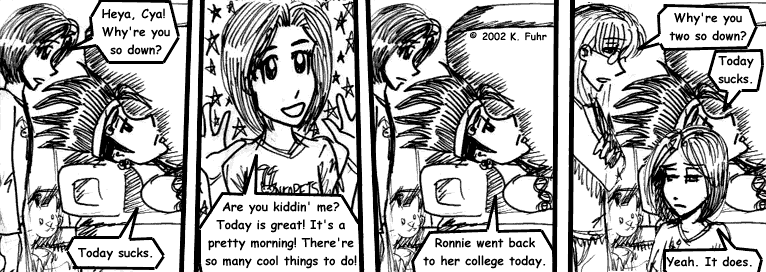 Heya, Cya!
Why're you
so down?
Today sucks.
Are you kiddin' me?
Today is great! It's a
pretty morning! There're
so many cool things to do!
© 2002 K. Fuhr
Ronnie went back
to her college today.
Why're you
two so down?
Today
sucks.
Yeah. It does.